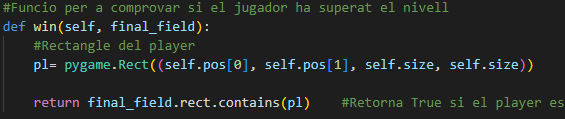 #Funcio per a comprovar si el jugador ha superat el nivell
def win(self, final_field):
#Rectangle del player
pl= pygame.Rect((self.pos[0], self.pos[1], self.size, self.size))
return final_field.rect.contains(pl) #Retorna True si el player es